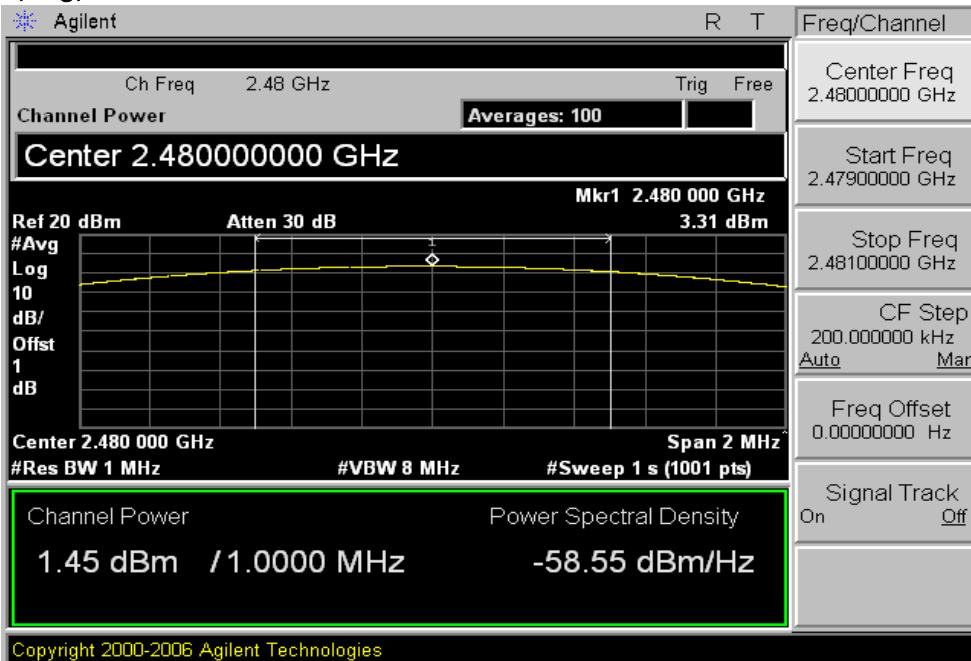 Agilent R T
Ch Freq 2.48 GHz Trig Free
Channel Power Averages: 100
Center 2.480000000 GHz
Mkr1 2.480 000 GHz
Ref 20 dBm Atten 30 dB 3.31 dBm
#Avg
Log
10
dB/
Offst
1
dB
1
Center 2.480 000 GHz Span 2 MHz
#Res BW 1 MHz #VBW 8 MHz #Sweep 1 s (1001 pts)
Channel Power Power Spectral Density
1.45 dBm / 1.0000 MHz -58.55 dBm/Hz
Copyright 2000-2006 Agilent Technologies
Freq/Channel
Center Freq
2.48000000 GHz
Start Freq
2.47900000 GHz
Stop Freq
2.48100000 GHz
CF Step
200.000000 kHz
Auto Man
Freq Offset
0.00000000 Hz
Signal Track
On Off